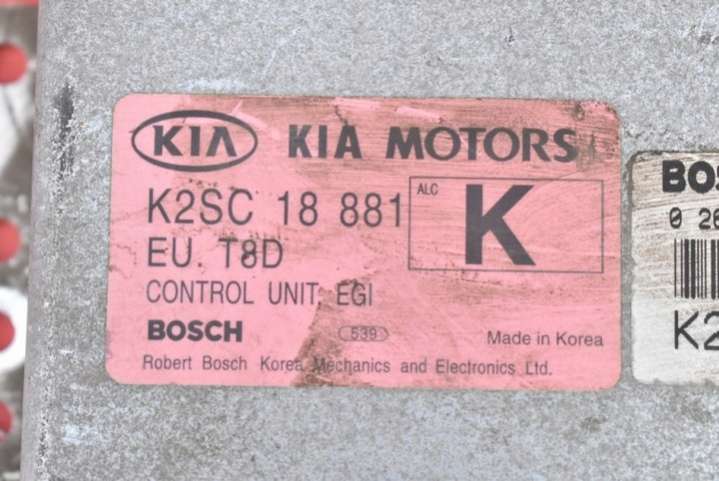 KIA KIA MOTORS
K2SC 18 881
ALC
K
EU. T8D
CONTROL UNIT, EGI
BOSCH
539
Made in Korea
Robert Bosch Korea Mechanics and Electronics Ltd.
BOS
0 26
K2